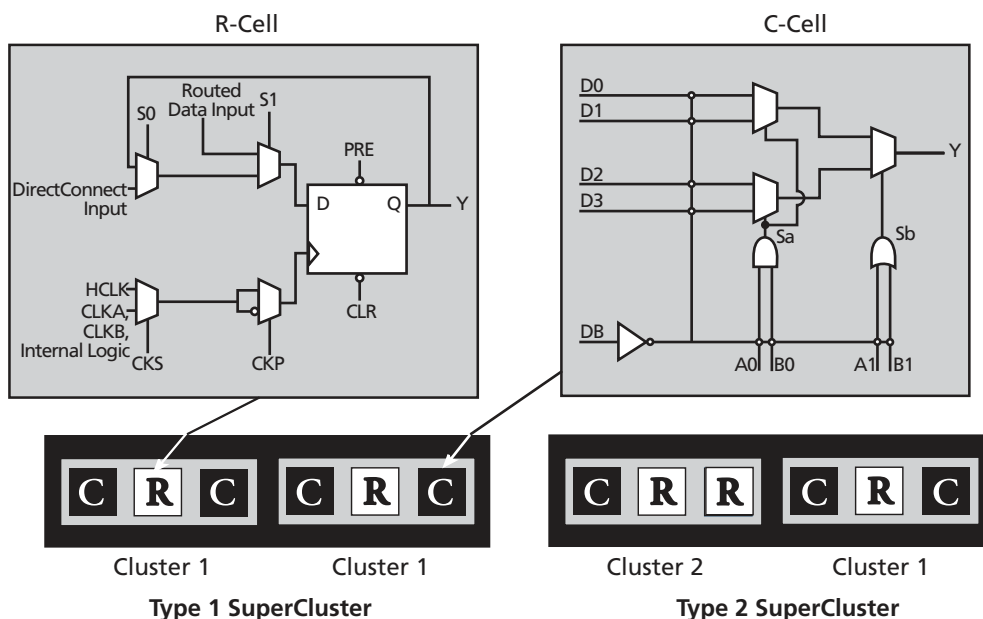 R-Cell
S0
Routed
Data Input
S1
PRE
DirectConnect
Input
D
Q
Y
HCLK
CLKA,
CLKB,
Internal Logic
CKS
CKP
CLR
C-Cell
D0
D1
D2
D3
Y
Sa
Sb
DB
A0
B0
A1
B1
C R C
C R C
Cluster 1
Cluster 1
Type 1 SuperCluster
C R R
C R C
Cluster 2
Cluster 1
Type 2 SuperCluster